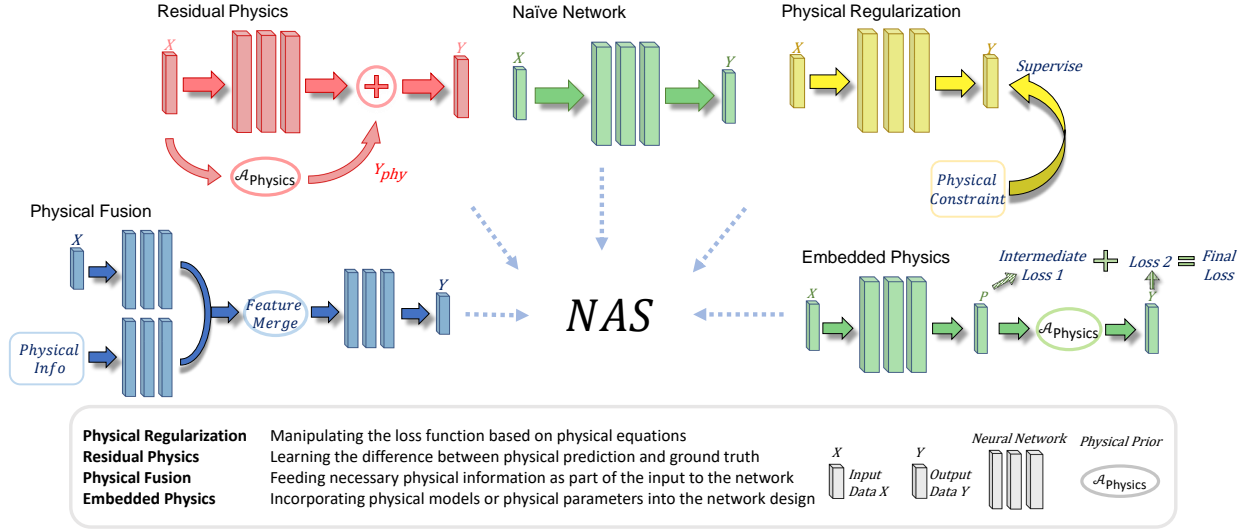 Residual Physics
X
Y
+
𝒜Physics
Yphy
Naïve Network
X
Y
Physical Regularization
X
Y
Supervise
Physical
Constraint
Physical Fusion
X
Physical
Info
Feature
Merge
Y
NAS
Embedded Physics
X
P
𝒜Physics
Y
Intermediate
Loss 1
+
Loss 2
=
Final
Loss
Physical Regularization Manipulating the loss function based on physical equations
Residual Physics Learning the difference between physical prediction and ground truth
Physical Fusion Feeding necessary physical information as part of the input to the network
Embedded Physics Incorporating physical models or physical parameters into the network design
X
Input
Data X
Y
Output
Data Y
Neural Network
Physical Prior
𝒜Physics